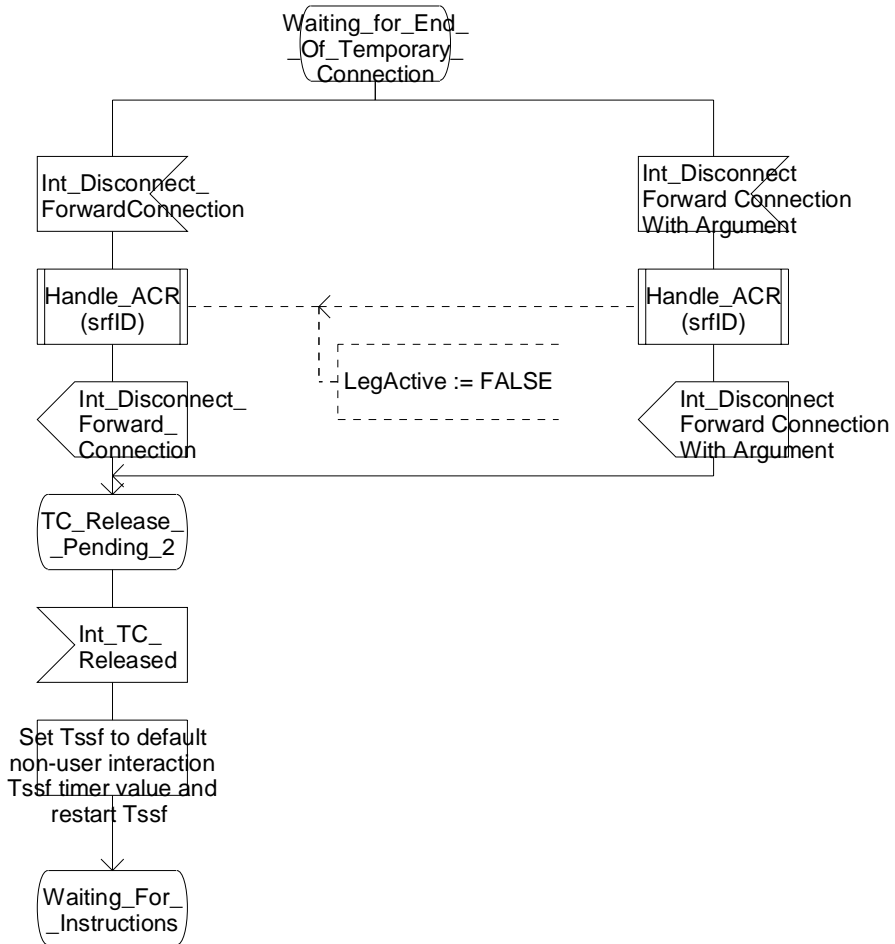 Waiting_for_End_
_Of_Temporary_
Connection
Int_Disconnect_
ForwardConnection
Int_Disconnect
Forward Connection
With Argument
Handle_ACR
(srfID)
Handle_ACR
(srfID)
LegActive := FALSE
Int_Disconnect_
Forward_
Connection
Int_Disconnect
Forward Connection
With Argument
TC_Release_
_Pending_2
Int_TC_
Released
Set Tssf to default
non-user interaction
Tssf timer value and
restart Tssf
Waiting_For_
_Instructions